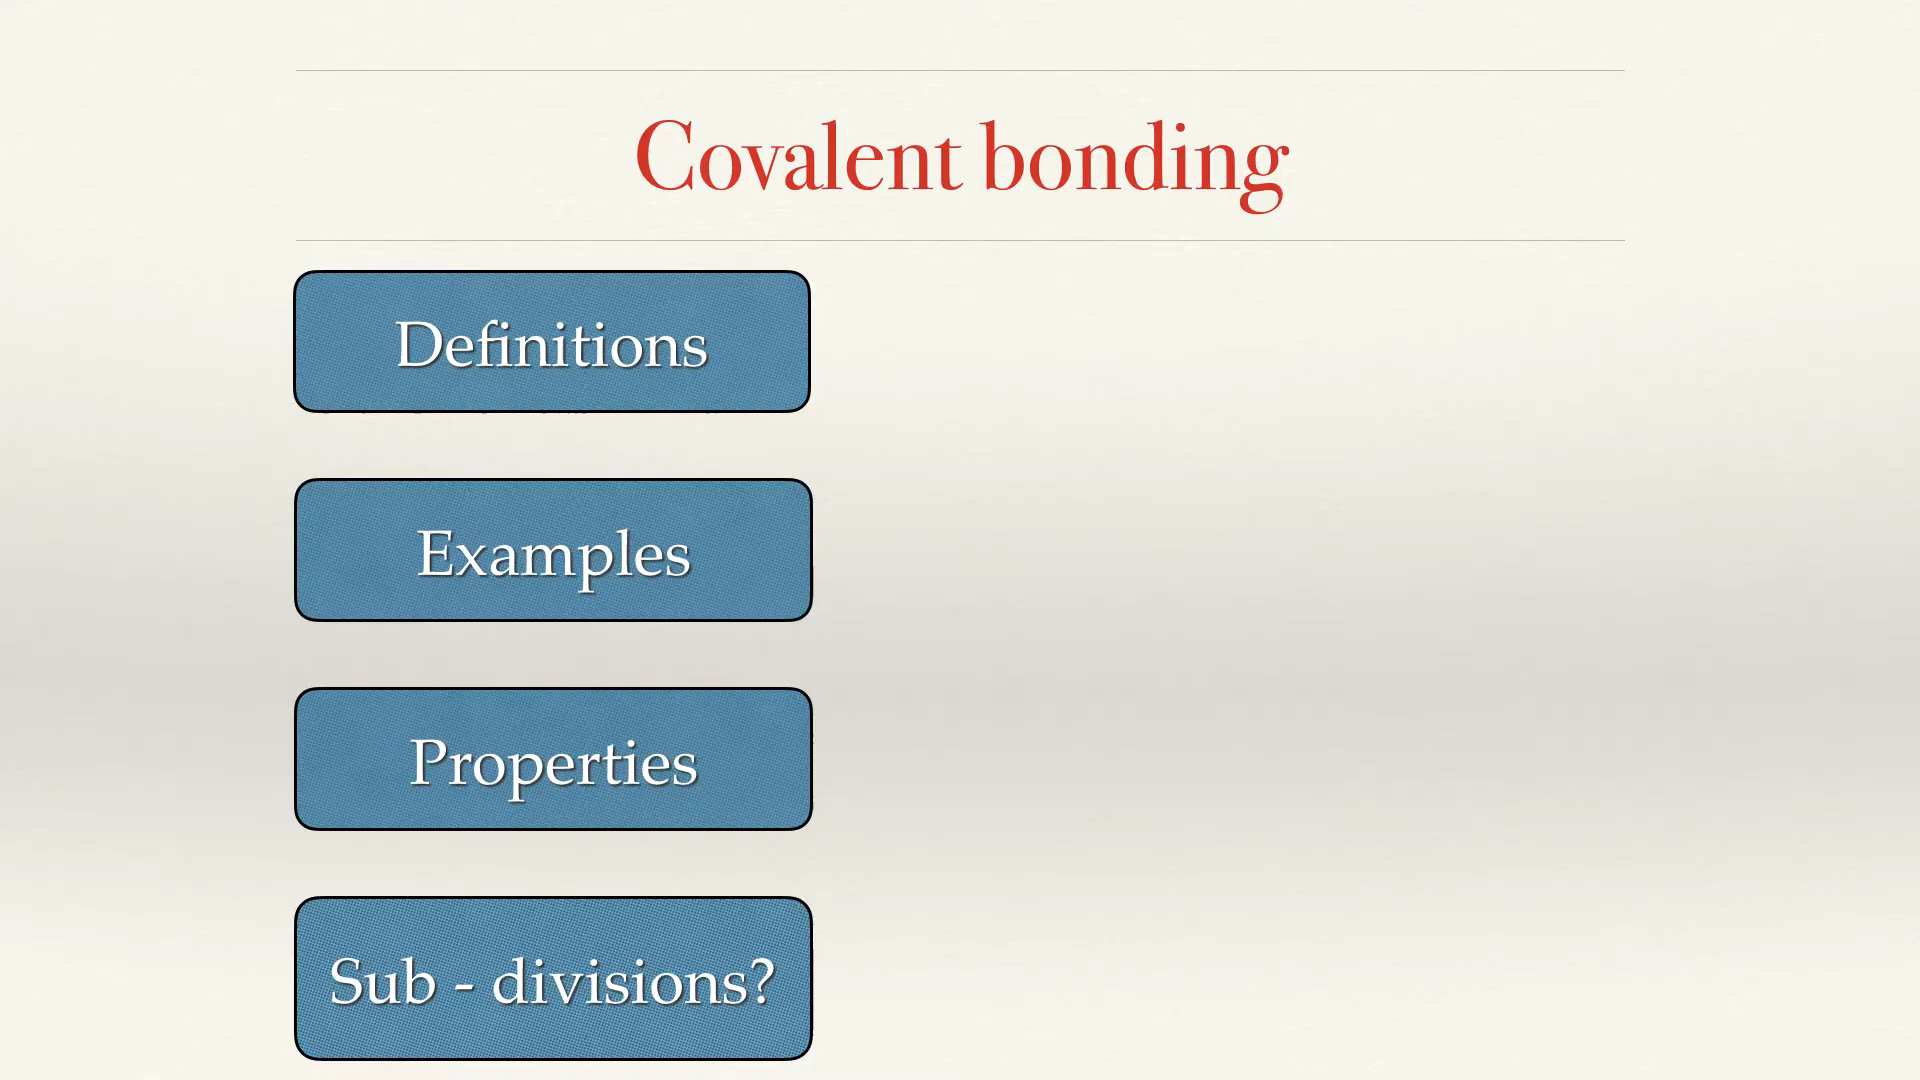 Covalent bonding
Definitions
Examples
Properties
Sub - divisions?